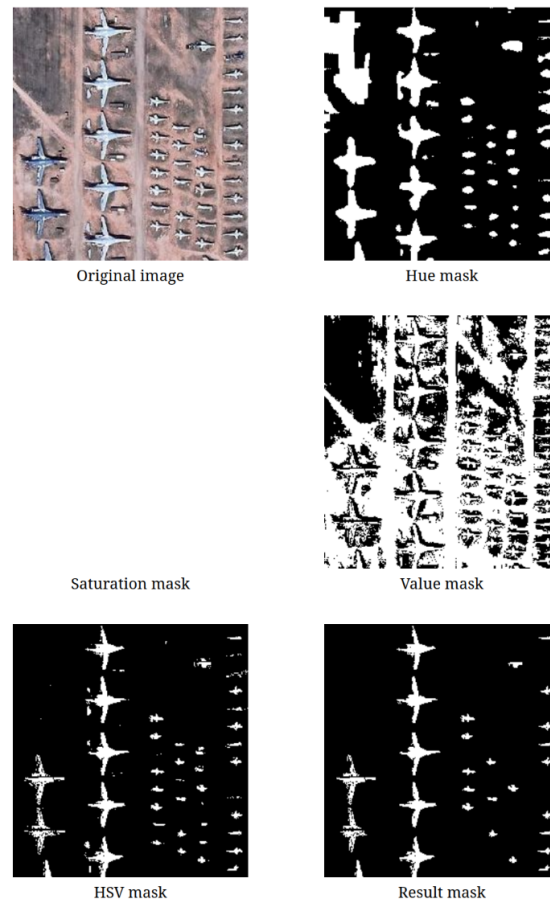 Original image
Hue mask
Saturation mask
Value mask
HSV mask
Result mask